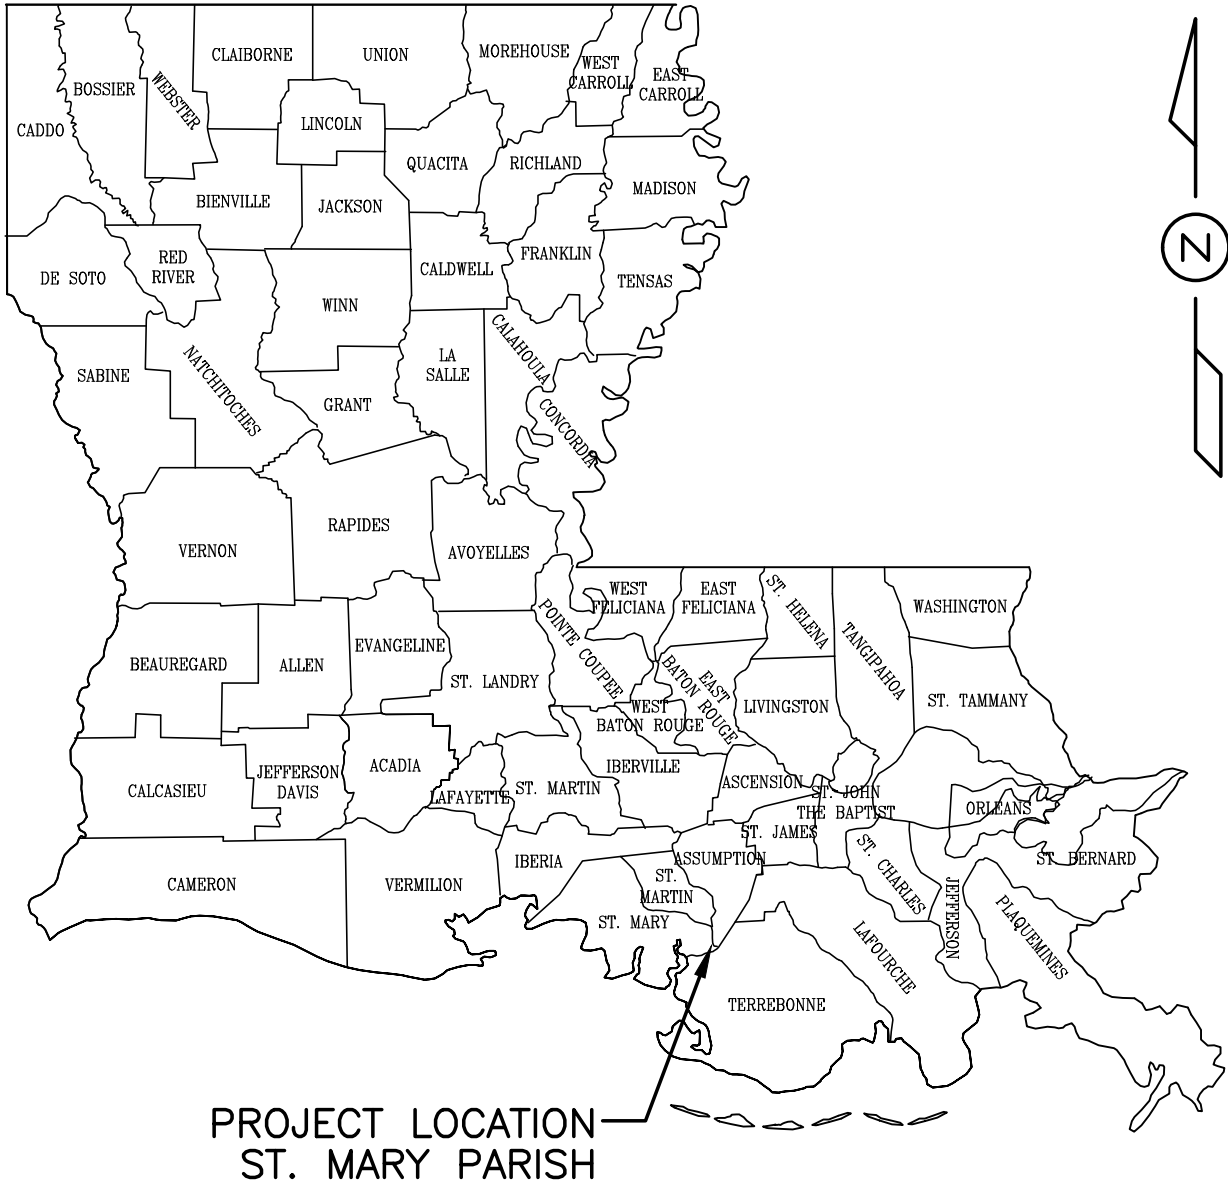 CLAIBORNE
UNION
MOREHOUSE
WEST
CARROLL
EAST
CARROLL
BOSSIER
WEBSTER
CADDO
LINCOLN
QUACITA
RICHLAND
MADISON
BIENVILLE
JACKSON
RED
RIVER
DE SOTO
CALDWELL
FRANKLIN
TENSAS
WINN
N
SABINE
NATCHITOCHES
LA
SALLE
CALAHOULA
GRANT
CONCORDIA
VERNON
RAPIDES
AVOYELLES
WEST
FELICIANA
EAST
FELICIANA
ST. HELENA
TANGIPAHOA
WASHINGTON
BEAUREGARD
ALLEN
EVANGELINE
ST. LANDRY
POINTE COUPEE
WEST
BATON ROUGE
EAST
BATON ROUGE
LIVINGSTON
ST. TAMMANY
CALCASIEU
JEFFERSON
DAVIS
ACADIA
LAFAYETTE
ST. MARTIN
IBERVILLE
ASCENSION
ST. JOHN
THE BAPTIST
ORLEANS
ST. JAMES
CAMERON
VERMILION
IBERIA
ASSUMPTION
ST.
MARTIN
ST. MARY
ST. CHARLES
JEFFERSON
ST. BERNARD
PLAQUEMINES
LAFOURCHE
TERREBONNE
PROJECT LOCATION
ST. MARY PARISH